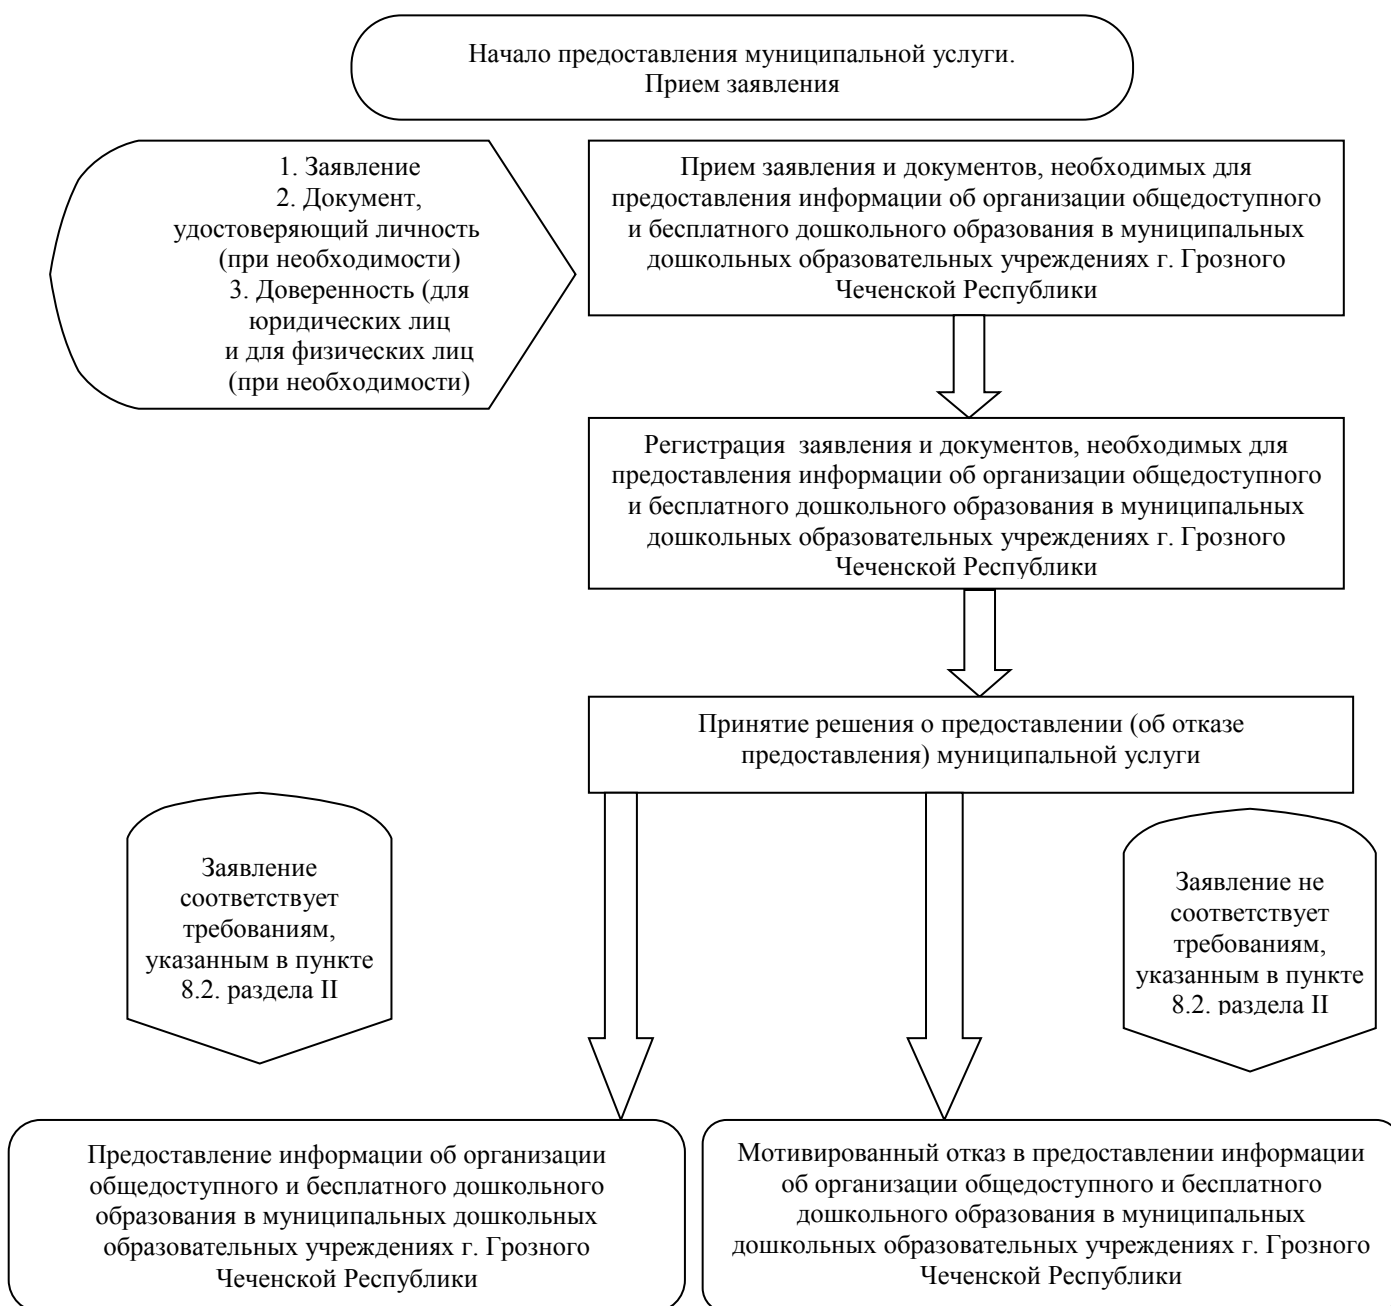 Начало предоставления муниципальной услуги.
Прием заявления
1. Заявление
2. Документ,
удостоверяющий личность
(при необходимости)
3. Доверенность (для
юридических лиц
и для физических лиц
(при необходимости)
Прием заявления и документов, необходимых для
предоставления информации об организации общедоступного
и бесплатного дошкольного образования в муниципальных
дошкольных образовательных учреждениях г. Грозного
Чеченской Республики
Регистрация заявления и документов, необходимых для
предоставления информации об организации общедоступного
и бесплатного дошкольного образования в муниципальных
дошкольных образовательных учреждениях г. Грозного
Чеченской Республики
Принятие решения о предоставлении (об отказе
предоставления) муниципальной услуги
Заявление
соответствует
требованиям,
указанным в пункте
8.2. раздела II
Заявление не
соответствует
требованиям,
указанным в пункте
8.2. раздела II
Предоставление информации об организации
общедоступного и бесплатного дошкольного
образования в муниципальных дошкольных
образовательных учреждениях г. Грозного
Чеченской Республики
Мотивированный отказ в предоставлении информации
об организации общедоступного и бесплатного
дошкольного образования в муниципальных
дошкольных образовательных учреждениях г. Грозного
Чеченской Республики